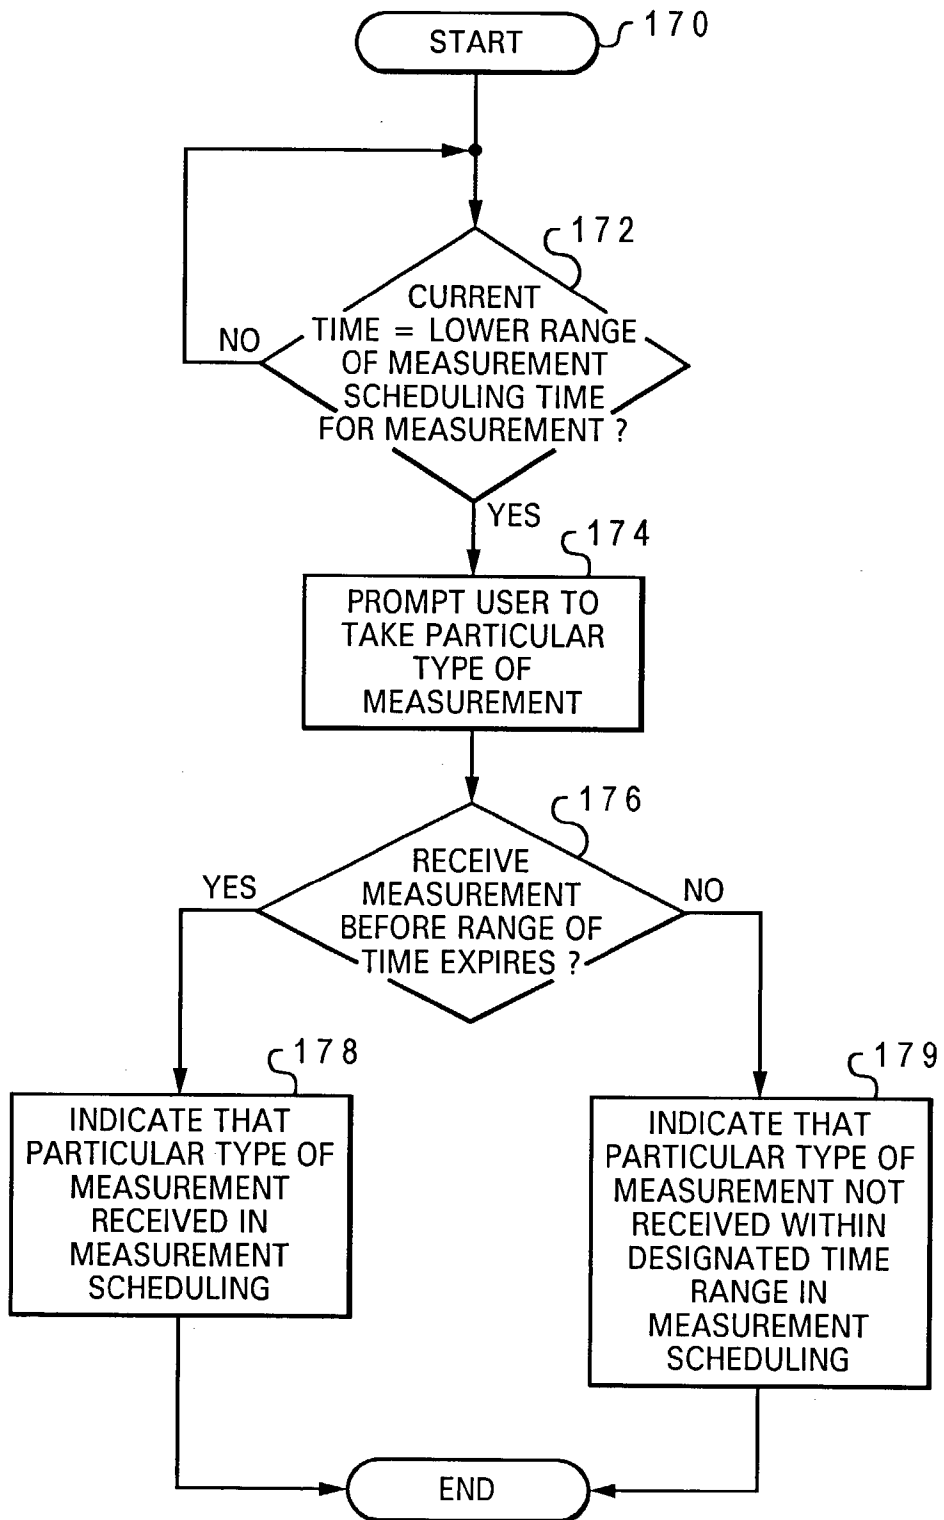 START
170
172
CURRENT
TIME = LOWER RANGE
OF MEASUREMENT
SCHEDULING TIME
FOR MEASUREMENT ?
NO
YES
174
PROMPT USER TO
TAKE PARTICULAR
TYPE OF
MEASUREMENT
176
RECEIVE
MEASUREMENT
BEFORE RANGE OF
TIME EXPIRES ?
YES
NO
178
INDICATE THAT
PARTICULAR TYPE OF
MEASUREMENT
RECEIVED IN
MEASUREMENT
SCHEDULING
179
INDICATE THAT
PARTICULAR TYPE OF
MEASUREMENT NOT
RECEIVED WITHIN
DESIGNATED TIME
RANGE IN
MEASUREMENT
SCHEDULING
END